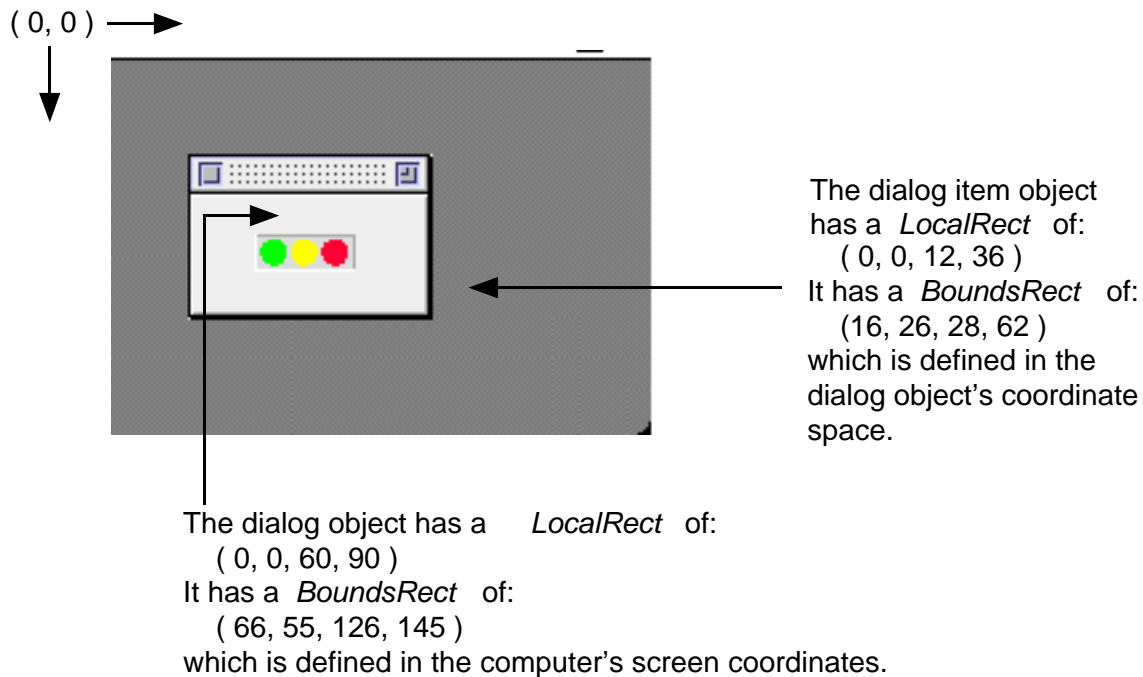 ( 0, 0 )
The dialog item object
has a LocalRect of:
( 0, 0, 12, 36 )
It has a BoundsRect of:
(16, 26, 28, 62 )
which is defined in the
dialog object’s coordinate
space.
The dialog object has a LocalRect of:
( 0, 0, 60, 90 )
It has a BoundsRect of:
( 66, 55, 126, 145 )
which is defined in the computer’s screen coordinates.